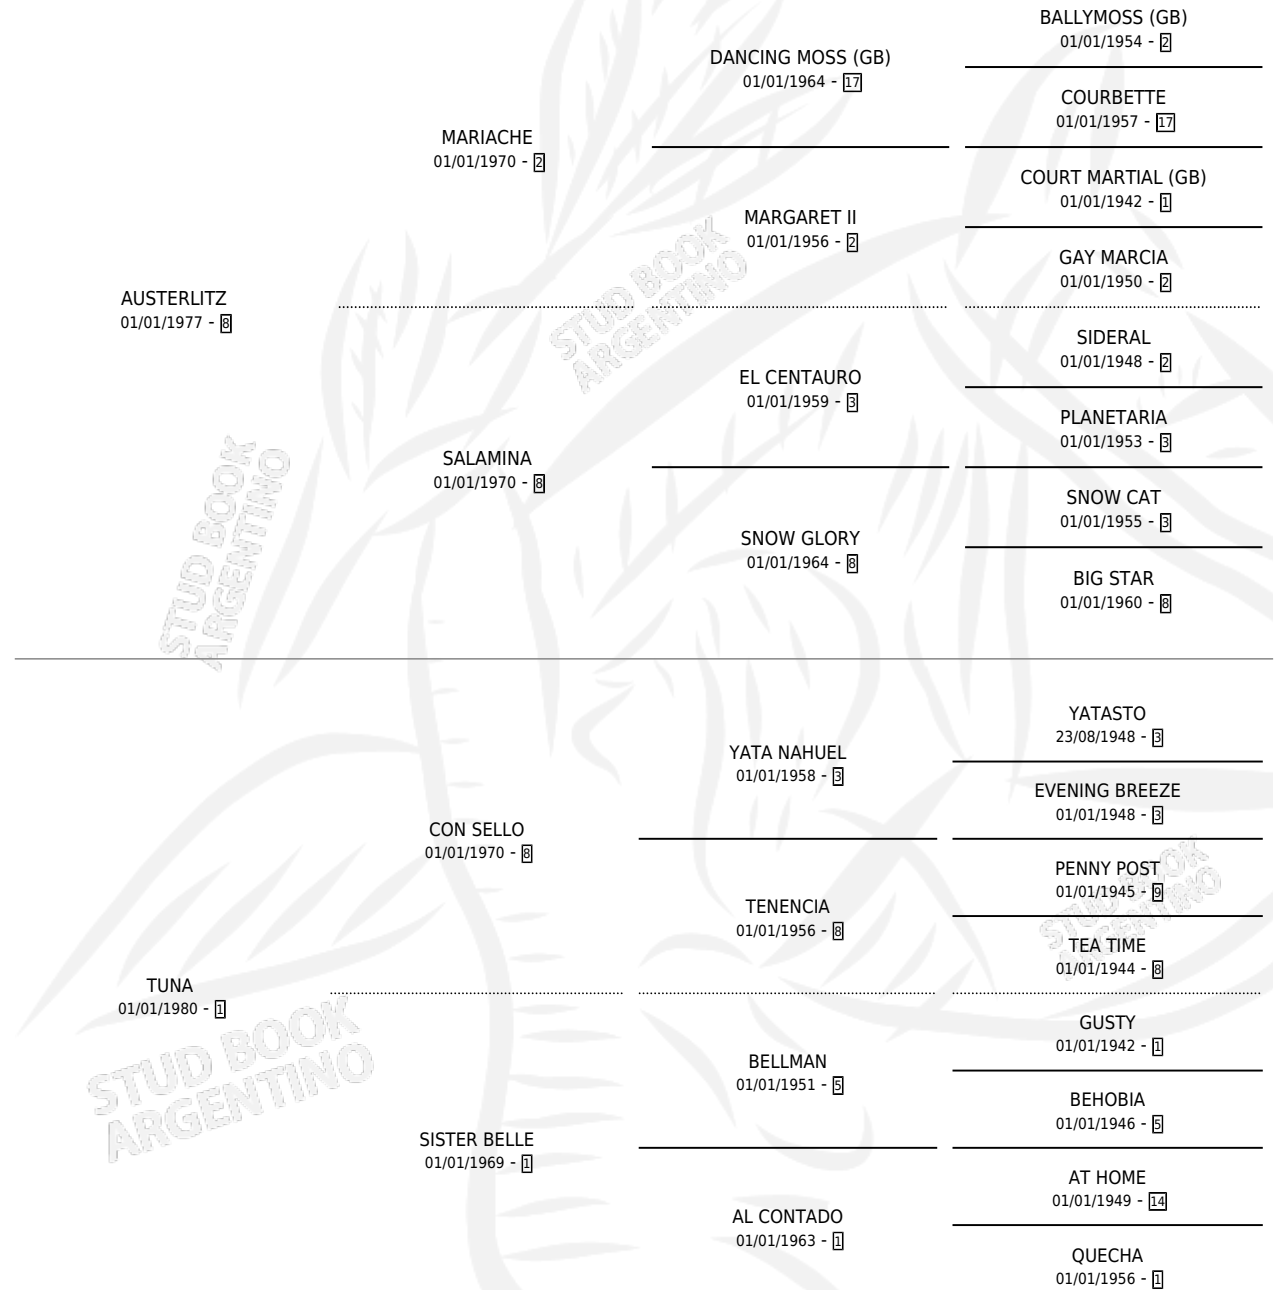 BALLYMOSS (GB)
01/01/1954 - 2
DANCING MOSS (GB)
01/01/1964 - 17
COURBETTE
01/01/1957 - 17
MARIACHE
01/01/1970 - 2
COURT MARTIAL (GB)
01/01/1942 - 1
MARGARET II
01/01/1956 - 2
GAY MARCIA
01/01/1950 - 2
AUSTERLITZ
01/01/1977 - 8
STUD BOOK
ARGENTINO
SIDERAL
01/01/1948 - 2
EL CENTAURO
01/01/1959 - 3
PLANETARIA
01/01/1953 - 3
SALAMINA
01/01/1970 - 8
SNOW CAT
01/01/1955 - 3
SNOW GLORY
01/01/1964 - 8
BIG STAR
01/01/1960 - 8
STUD BOOK
ARGENTINO
YATASTO
23/08/1948 - 3
YATA NAHUEL
01/01/1958 - 3
EVENING BREEZE
01/01/1948 - 3
CON SELLO
01/01/1970 - 8
PENNY POST
01/01/1945 - 9
TENENCIA
01/01/1956 - 8
STUD BOOK
ARGENTINO
TEA TIME
01/01/1944 - 8
TUNA
01/01/1980 - 1
STUD BOOK
ARGENTINO
GUSTY
01/01/1942 - 1
BELLMAN
01/01/1951 - 5
BEHOBIA
01/01/1946 - 5
SISTER BELLE
01/01/1969 - 1
AT HOME
01/01/1949 - 14
AL CONTADO
01/01/1963 - 1
QUECHA
01/01/1956 - 1